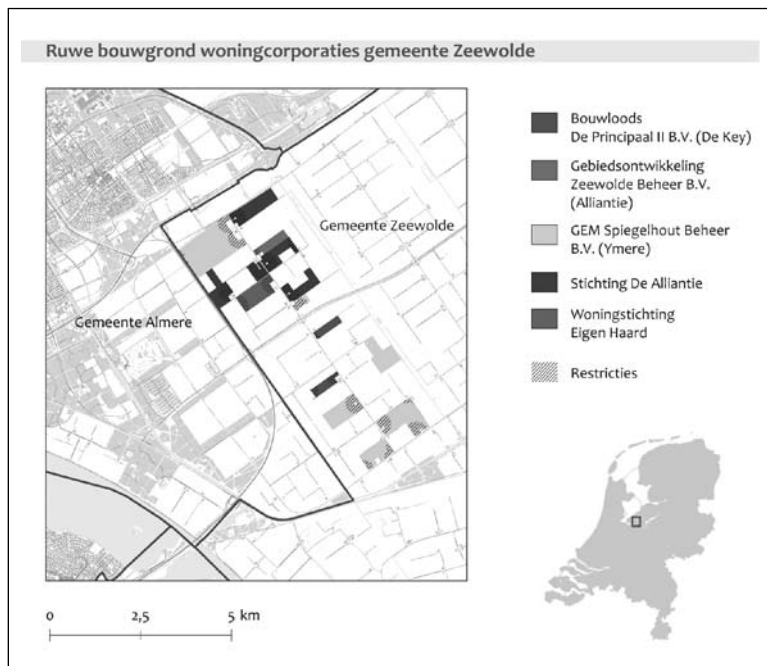 Ruwe bouwgrond woningcorporaties gemeente Zeewolde
Gemeente Zeewolde
Gemeente Almere
Bouwloods
De Principaal II B.V. (De Key)
Gebiedsontwikkeling
Zeewolde Beheer B.V.
(Alliantie)
GEM Spiegelhout Beheer
B.V. (Ymere)
Stichting De Alliantie
Woningstichting
Eigen Haard
Restricties
0 2,5 5 km